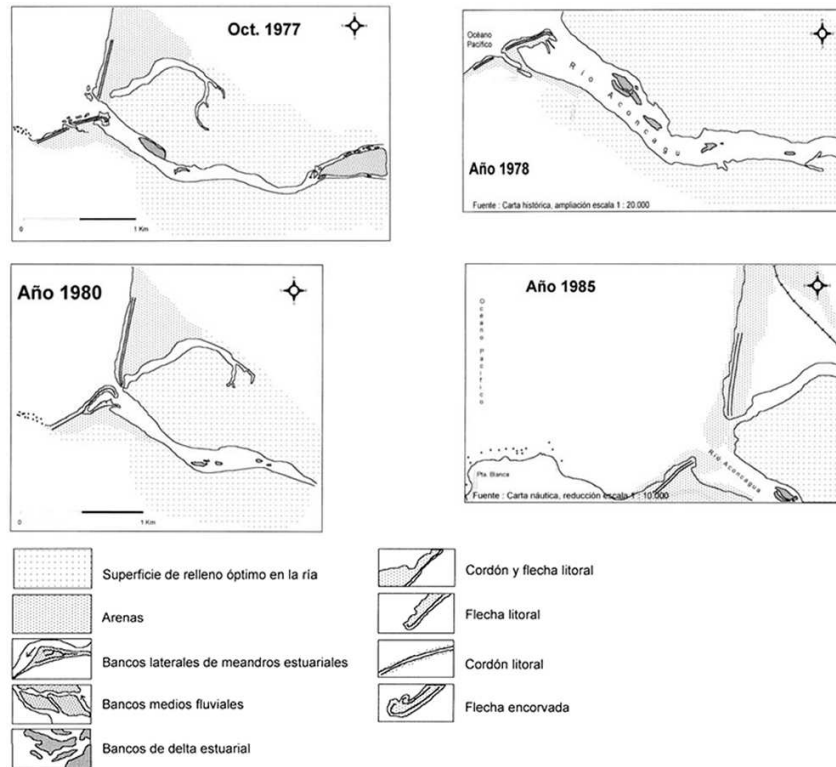 Oct. 1977
0
1 Km
Océano
Pacífico
Río Aconcagu
Año 1978
Fuente : Carta histórica, ampliación escala 1 : 20.000
Año 1980
0
1 Km
Año 1985
Océano Pacífico
Pta. Blanca
Río Aconcagua
Fuente : Carta náutica, reducción escala 1 : 10.000
Superficie de relleno óptimo en la ría
Arenas
Bancos laterales de meandros estuariales
Bancos medios fluviales
Bancos de delta estuarial
Cordón y flecha litoral
Flecha litoral
Cordón litoral
Flecha encorvada